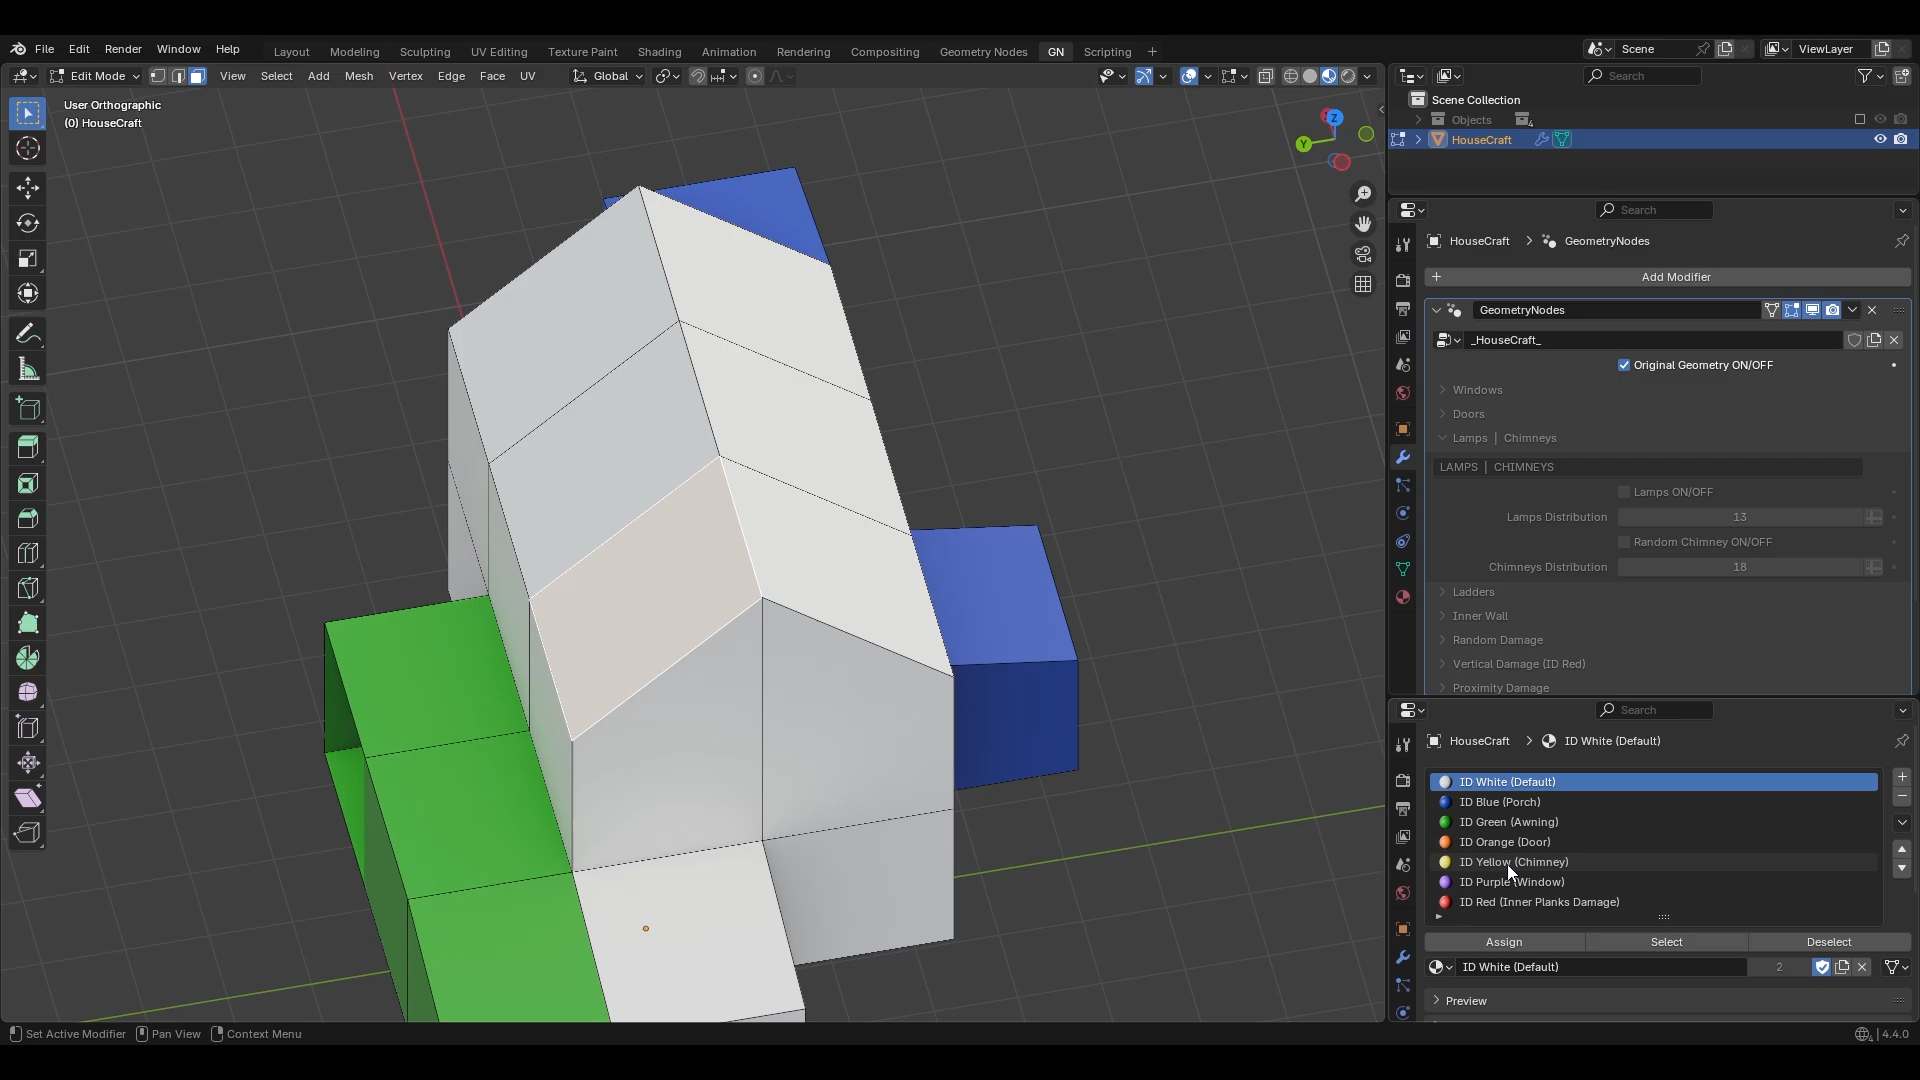 File Edit Render Window Help Layout Modeling Sculpting UV Editing Texture Paint Shading Animation Rendering Compositing Geometry Nodes GN Scripting + Scene ViewLayer
Edit Mode View Select Add Mesh Vertex Edge Face UV Global Search
User Orthographic
(0) HouseCraft
Z
Y
Scene Collection
Objects 4
HouseCraft
Search
HouseCraft > GeometryNodes
+ Add Modifier
GeometryNodes
_HouseCraft_
Original Geometry ON/OFF
Windows
Doors
Lamps | Chimneys
LAMPS | CHIMNEYS
Lamps ON/OFF
Lamps Distribution 13
Random Chimney ON/OFF
Chimneys Distribution 18
Ladders
Inner Wall
Random Damage
Vertical Damage (ID Red)
Proximity Damage
Search
HouseCraft > ID White (Default)
ID White (Default)
ID Blue (Porch)
ID Green (Awning)
ID Orange (Door)
ID Yellow (Chimney)
ID Purple (Window)
ID Red (Inner Planks Damage)
Assign Select Deselect
ID White (Default) 2
Preview
Set Active Modifier Pan View Context Menu 4 | 4.4.0